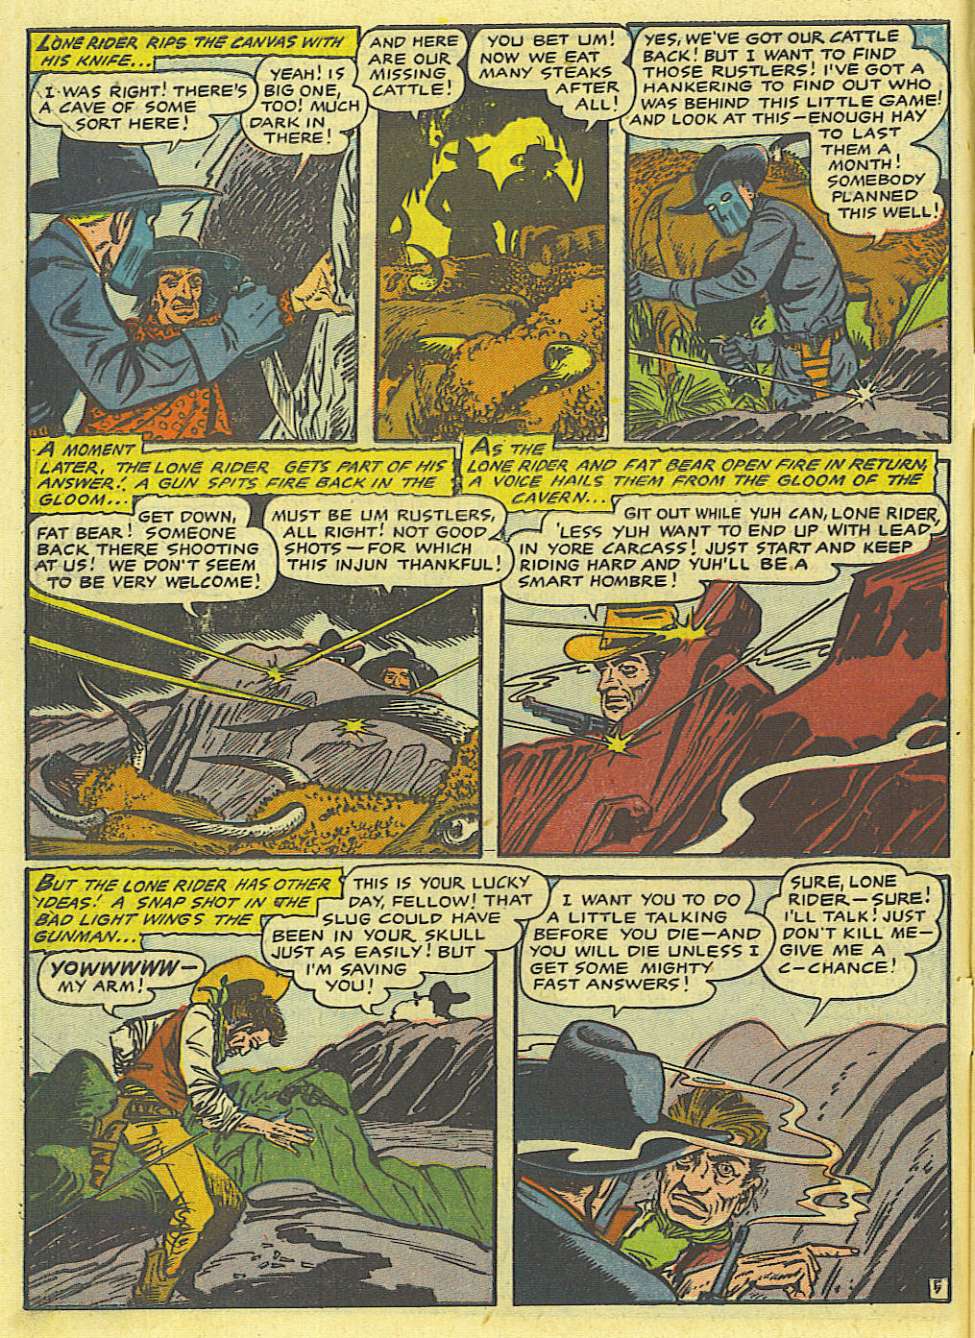 LONE RIDER RIPS THE CANVAS WITH
HIS KNIFE...
I WAS RIGHT! THERE'S
A CAVE OF SOME
SORT HERE!
YEAH! IS
BIG ONE,
TOO! MUCH
DARK IN
THERE!
AND HERE
ARE OUR
MISSING
CATTLE!
YOU BET UM!
NOW WE EAT
MANY STEAKS
AFTER
ALL!
YES, WE'VE GOT OUR CATTLE
BACK! BUT I WANT TO FIND
THOSE RUSTLERS! I'VE GOT A
HANKERING TO FIND OUT WHO
WAS BEHIND THIS LITTLE GAME!
AND LOOK AT THIS—ENOUGH HAY
TO LAST
THEM A
MONTH!
SOMEBODY
PLANNED
THIS WELL!
A MOMENT
LATER, THE LONE RIDER GETS PART OF HIS
ANSWER! A GUN SPITS FIRE BACK IN THE
GLOOM...
GET DOWN,
FAT BEAR! SOMEONE
BACK THERE SHOOTING
AT US! WE DON'T SEEM
TO BE VERY WELCOME!
MUST BE UM RUSTLERS,
ALL RIGHT! NOT GOOD
SHOTS—FOR WHICH
THIS INJUN THANKFUL!
AS THE
LONE RIDER AND FAT BEAR OPEN FIRE IN RETURN,
A VOICE HAILS THEM FROM THE GLOOM OF THE
CAVERN...
GIT OUT WHILE YUH CAN, LONE RIDER,
'LESS YUH WANT TO END UP WITH LEAD
IN YORE CARCASS! JUST START AND KEEP
RIDING HARD AND YUH'LL BE A
SMART HOMBRE!
BUT THE LONE RIDER HAS OTHER
IDEAS! A SNAP SHOT IN THE
BAD LIGHT WINGS THE
GUNMAN...
YOWWWWW—
MY ARM!
THIS IS YOUR LUCKY
DAY, FELLOW! THAT
SLUG COULD HAVE
BEEN IN YOUR SKULL
JUST AS EASILY! BUT
I'M SAVING
YOU!
I WANT YOU TO DO
A LITTLE TALKING
BEFORE YOU DIE—AND
YOU WILL DIE UNLESS I
GET SOME MIGHTY
FAST ANSWERS!
SURE, LONE
RIDER—SURE!
I'LL TALK! JUST
DON'T KILL ME—
GIVE ME A
C-CHANCE!
5